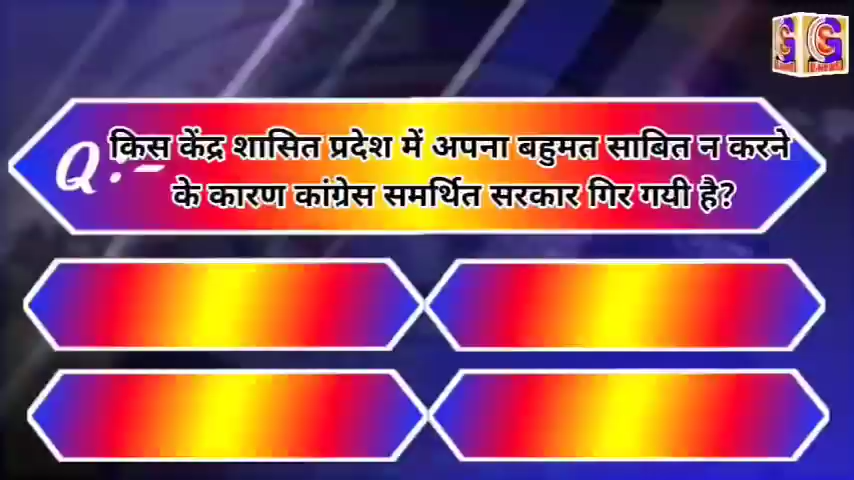 Q:- किस केंद्र शासित प्रदेश में अपना बहुमत साबित न करने
के कारण कांग्रेस समर्थित सरकार गिर गयी है?